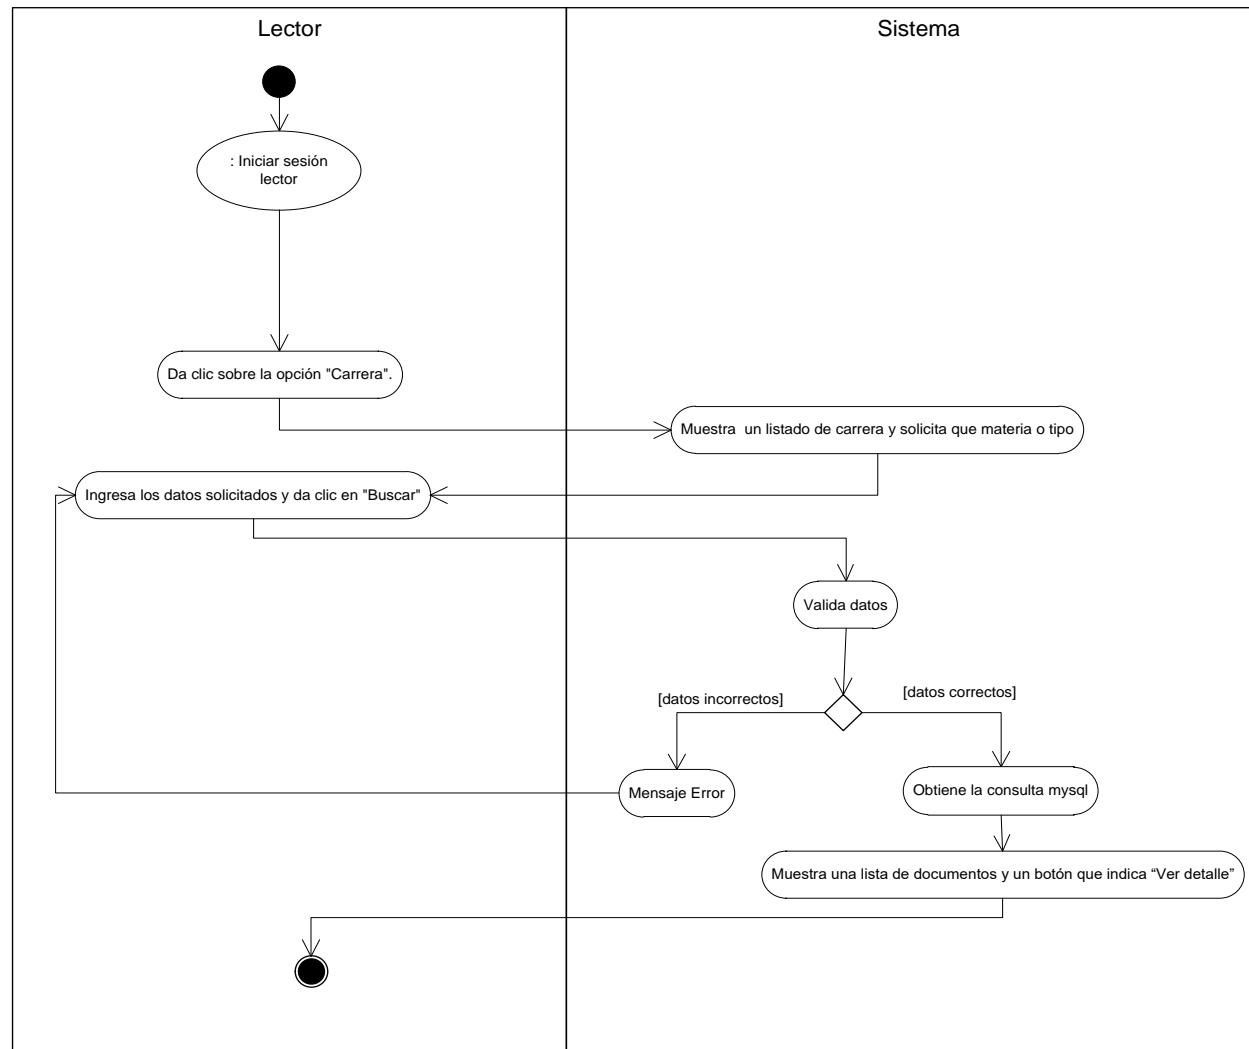 Lector
Sistema
: Iniciar sesión
lector
Da clic sobre la opción "Carrera".
Muestra  un listado de carrera y solicita que materia o tipo
Ingresa los datos solicitados y da clic en "Buscar"
Valida datos
[datos incorrectos]
[datos correctos]
Mensaje Error
Obtiene la consulta mysql
Muestra una lista de documentos y un botón que indica “Ver detalle”